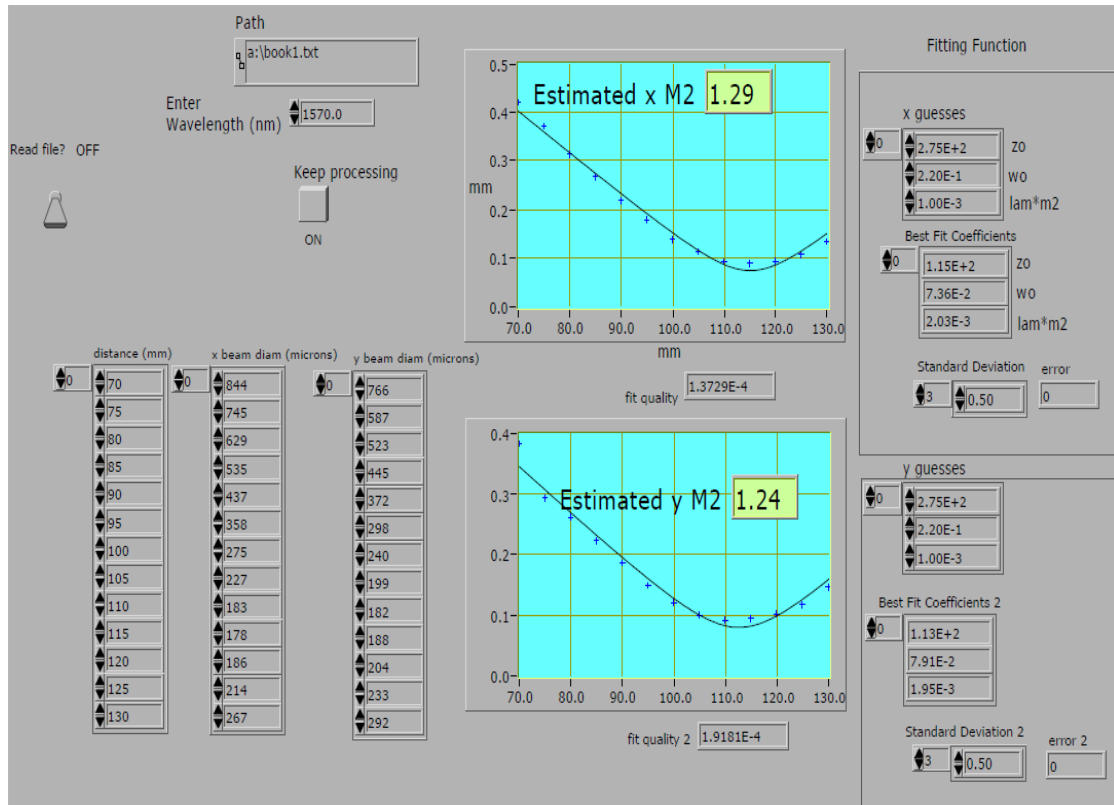 Path
a:\book1.txt
Enter
Wavelength (nm)
1570.0
Read file? OFF
Keep processing
ON
distance (mm)
0
70
75
80
85
90
95
100
105
110
115
120
125
130
x beam diam (microns)
0
844
745
629
535
437
358
275
227
183
178
186
214
267
y beam diam (microns)
0
766
587
523
445
372
298
240
199
182
188
204
233
292
Estimated x M2 1.29
0.5
0.4
0.3
mm
0.2
0.1
0.0
70.0 80.0 90.0 100.0 110.0 120.0 130.0
mm
fit quality 1.3729E-4
Estimated y M2 1.24
0.4
0.3
0.2
0.1
0.0
70.0 80.0 90.0 100.0 110.0 120.0 130.0
fit quality 2 1.9181E-4
Fitting Function
x guesses
0
2.75E+2 zo
2.20E-1 wo
1.00E-3 lam*m2
Best Fit Coefficients
0
1.15E+2 zo
7.36E-2 wo
2.03E-3 lam*m2
Standard Deviation
3 0.50
error
0
y guesses
0
2.75E+2
2.20E-1
1.00E-3
Best Fit Coefficients 2
0
1.13E+2
7.91E-2
1.95E-3
Standard Deviation 2
3 0.50
error 2
0